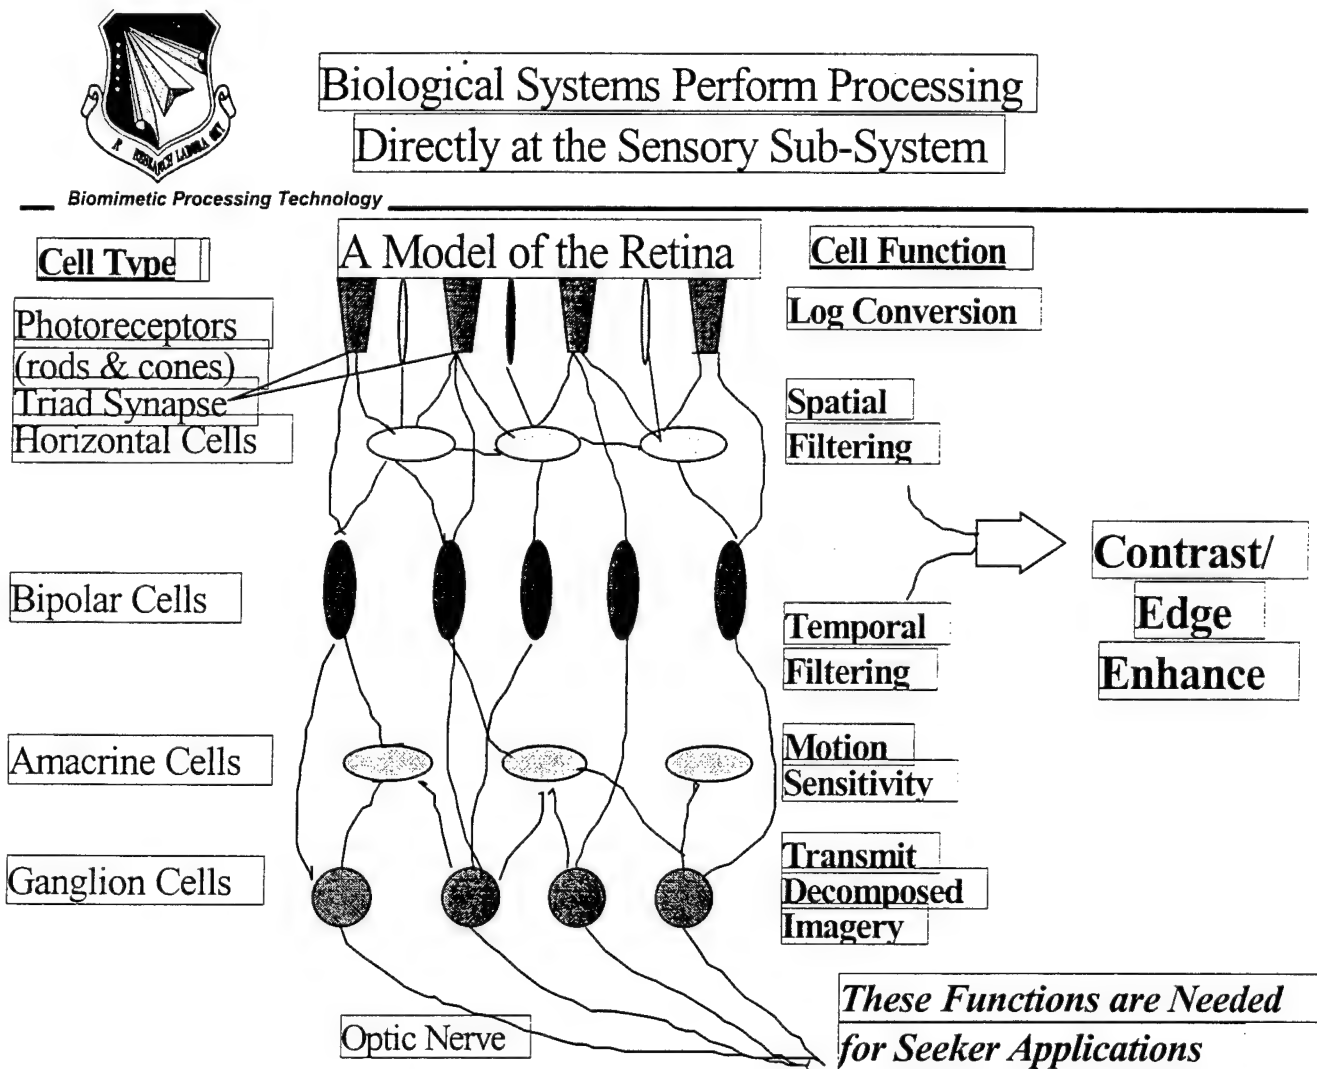 Biological Systems Perform Processing
Directly at the Sensory Sub-System
Biomimetic Processing Technology
Cell Type
A Model of the Retina
Cell Function
Photoreceptors
(rods & cones)
Triad Synapse
Horizontal Cells
Log Conversion
Spatial
Filtering
Bipolar Cells
Temporal
Filtering
Contrast/
Edge
Enhance
Amacrine Cells
Motion
Sensitivity
Ganglion Cells
Transmit
Decomposed
Imagery
Optic Nerve
These Functions are Needed
for Seeker Applications